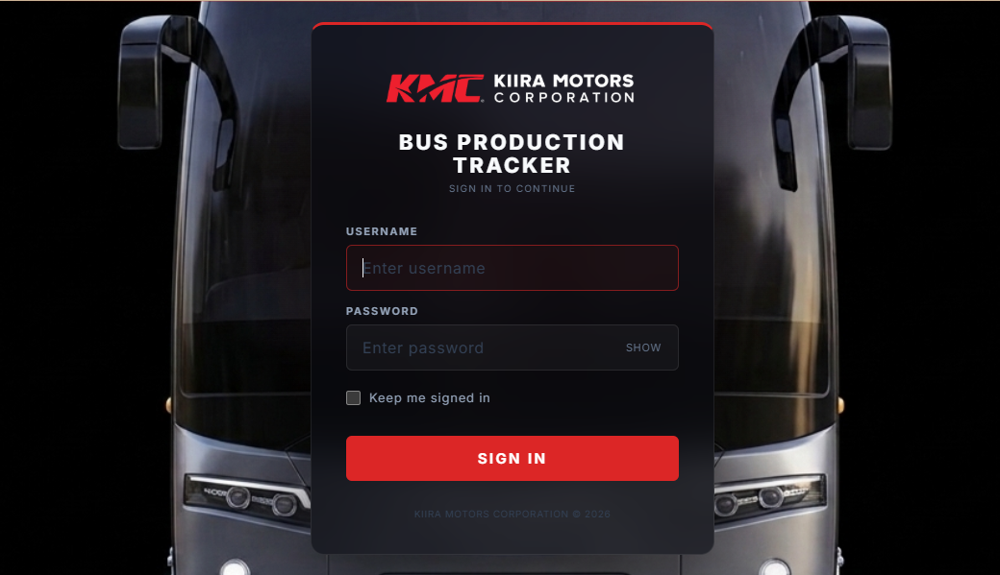 KMC KIIRA MOTORS
CORPORATION
BUS PRODUCTION
TRACKER
SIGN IN TO CONTINUE
USERNAME
Enter username
PASSWORD
Enter password SHOW
Keep me signed in
SIGN IN
KIIRA MOTORS CORPORATION © 2026